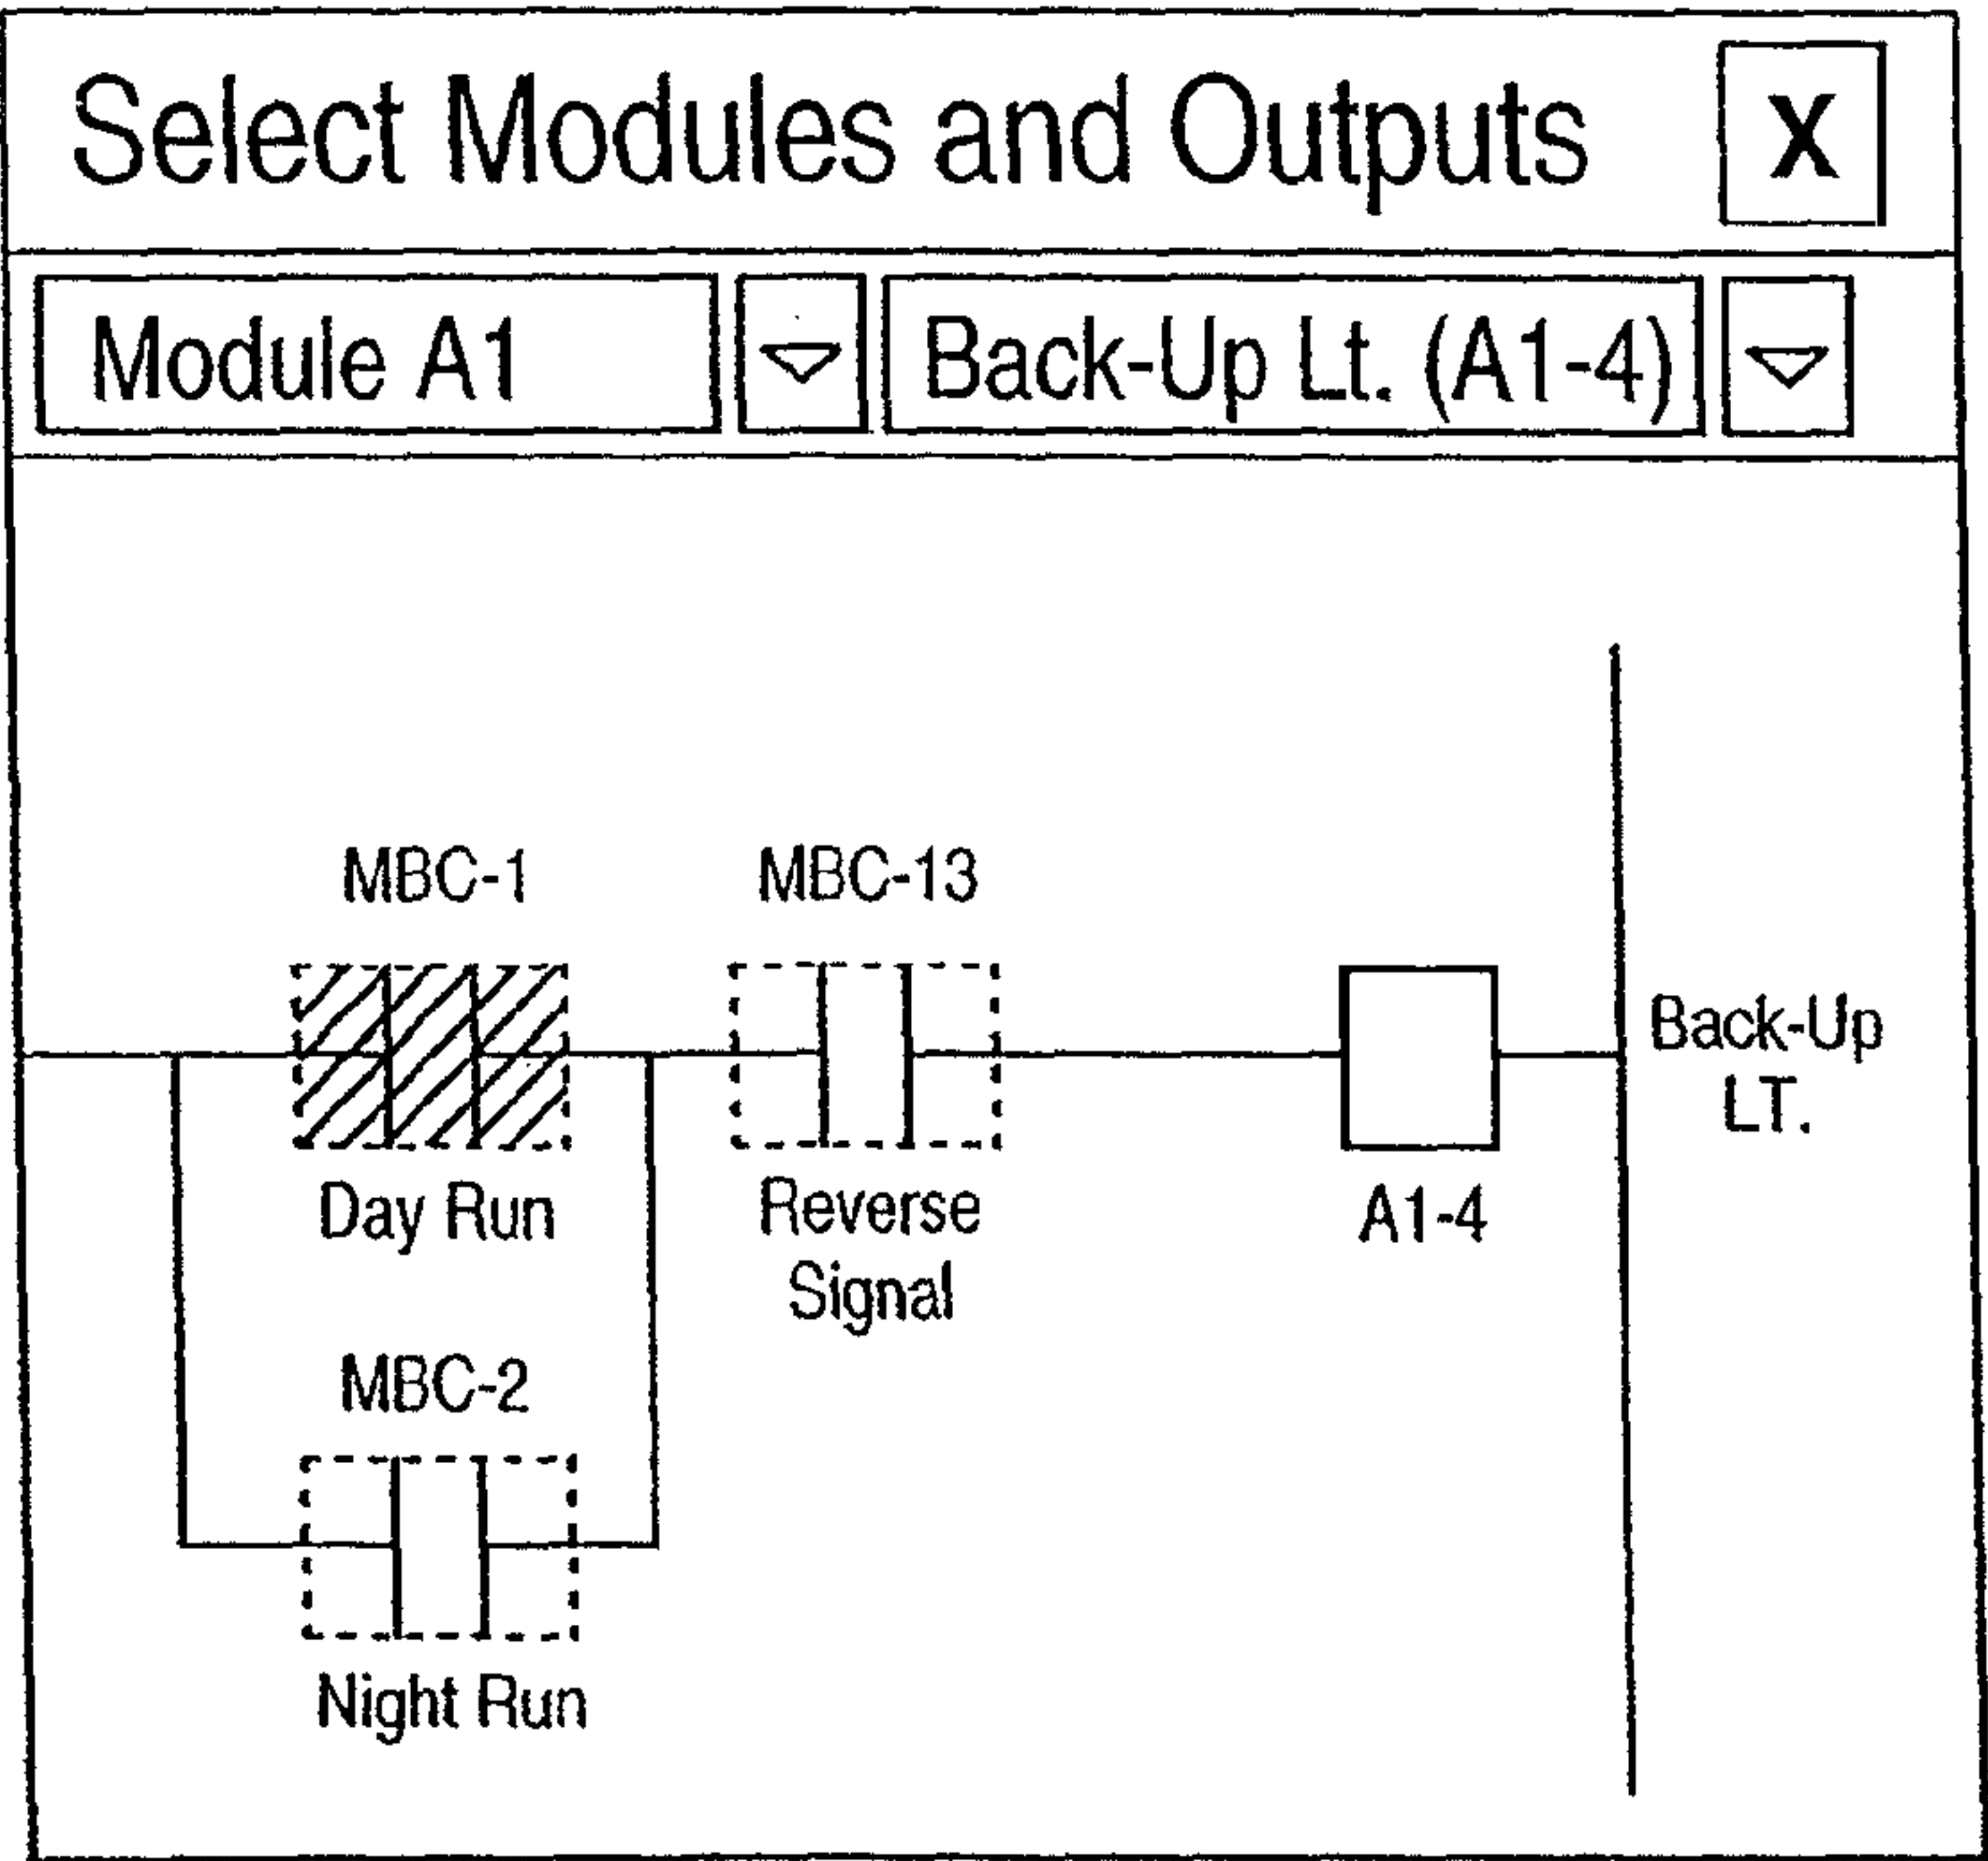 Select Modules and Outputs X
Module A1 Back-Up Lt. (A1-4)
MBC-1 MBC-13
Back-Up
LT.
Day Run Reverse
Signal
A1-4
MBC-2
Night Run